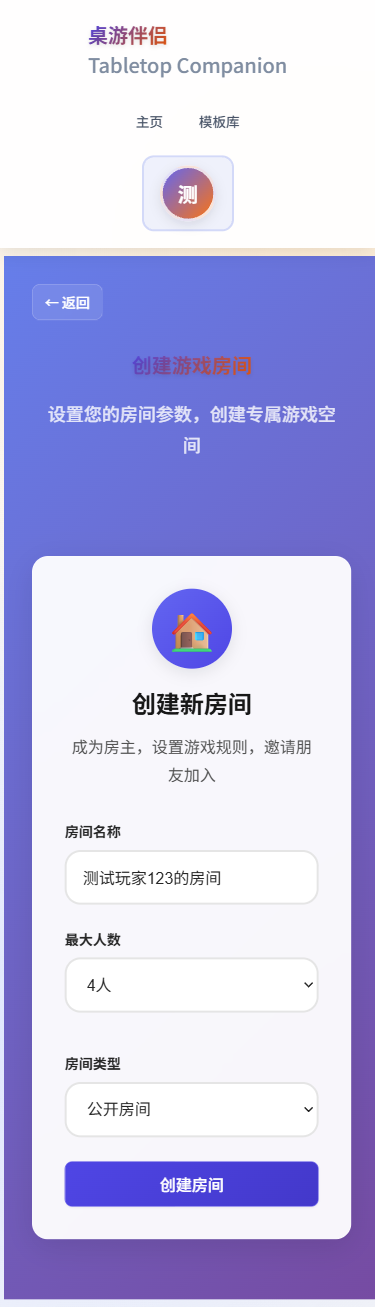 桌游伴侣
Tabletop Companion
主页 模板库
测
← 返回
创建游戏房间
设置您的房间参数，创建专属游戏空
间
创建新房间
成为房主，设置游戏规则，邀请朋
友加入
房间名称
测试玩家123的房间
最大人数
4人
房间类型
公开房间
创建房间